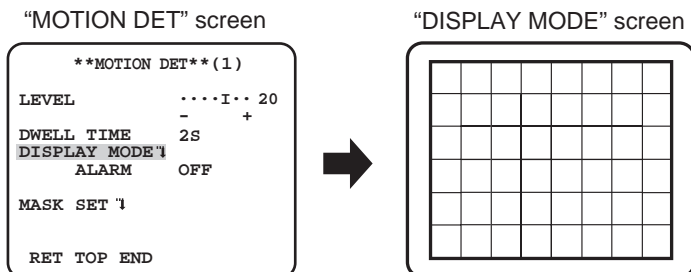 “MOTION DET” screen
**MOTION DET**(1)
LEVEL ····I·· 20
- +
DWELL TIME 2S
DISPLAY MODE
ALARM OFF
MASK SET
RET TOP END
“DISPLAY MODE” screen